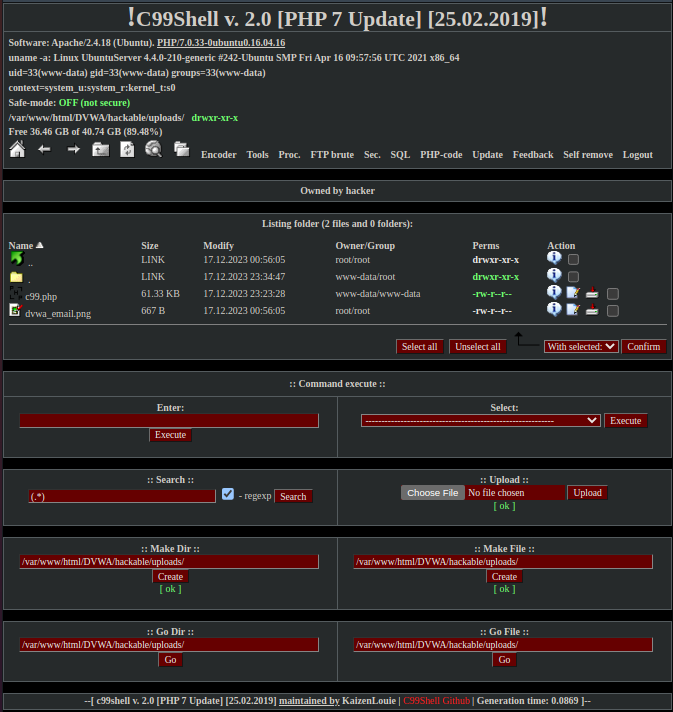 !C99Shell v. 2.0 [PHP 7 Update] [25.02.2019]!
Software: Apache/2.4.18 (Ubuntu). PHP/7.0.33-0ubuntu0.16.04.16
uname -a: Linux UbuntuServer 4.4.0-210-generic #242-Ubuntu SMP Fri Apr 16 09:57:56 UTC 2021 x86_64
uid=33(www-data) gid=33(www-data) groups=33(www-data)
context=system_u:system_r:kernel_t:s0
Safe-mode: OFF (not secure)
/var/www/html/DVWA/hackable/uploads/ drwxr-xr-x
Free 36.46 GB of 40.74 GB (89.48%)
Encoder Tools Proc. FTP brute Sec. SQL PHP-code Update Feedback Self remove Logout
Owned by hacker
Listing folder (2 files and 0 folders):
Name Size Modify Owner/Group Perms Action
.. LINK 17.12.2023 00:56:05 root/root drwxr-xr-x
. LINK 17.12.2023 23:34:47 www-data/root drwxr-xr-x
c99.php 61.33 KB 17.12.2023 23:23:28 www-data/www-data -rw-r--r--
dvwa_email.png 667 B 17.12.2023 00:56:05 root/root -rw-r--r--
Select all Unselect all With selected: Confirm
:: Command execute ::
Enter: Select:
Execute ----------------------------------------------------------- Execute
:: Search :: :: Upload ::
(.*) - regexp Search Choose File No file chosen Upload
[ ok ]
:: Make Dir :: :: Make File ::
/var/www/html/DVWA/hackable/uploads/ /var/www/html/DVWA/hackable/uploads/
Create Create
[ ok ] [ ok ]
:: Go Dir :: :: Go File ::
/var/www/html/DVWA/hackable/uploads/ /var/www/html/DVWA/hackable/uploads/
Go Go
--[ c99shell v. 2.0 [PHP 7 Update] [25.02.2019] maintained by KaizenLouie | C99Shell Github | Generation time: 0.0869 ]--